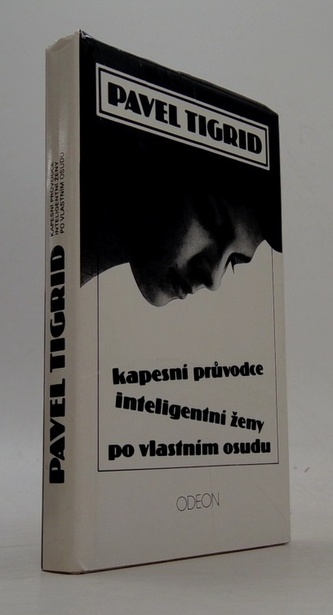 PAVEL TIGRID
kapesní průvodce
inteligentní ženy
po vlastním osudu
ODEON
PAVEL TIGRID
KAPESNÍ PRŮVODCE
INTELIGENTNÍ ŽENY
PO VLASTNÍM OSUDU